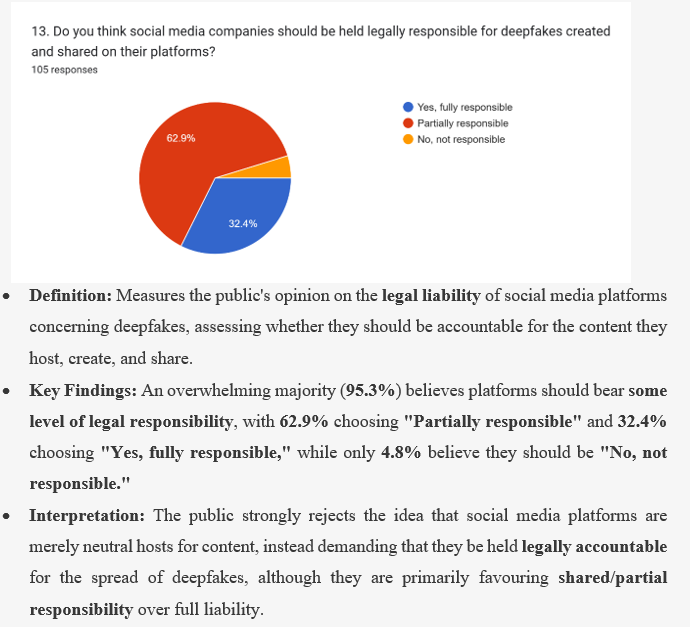 13. Do you think social media companies should be held legally responsible for deepfakes created
and shared on their platforms?
105 responses
Yes, fully responsible
Partially responsible
No, not responsible
62.9%
32.4%
• Definition: Measures the public's opinion on the legal liability of social media platforms
concerning deepfakes, assessing whether they should be accountable for the content they
host, create, and share.
• Key Findings: An overwhelming majority (95.3%) believes platforms should bear some
level of legal responsibility, with 62.9% choosing "Partially responsible" and 32.4%
choosing "Yes, fully responsible," while only 4.8% believe they should be "No, not
responsible."
• Interpretation: The public strongly rejects the idea that social media platforms are
merely neutral hosts for content, instead demanding that they be held legally accountable
for the spread of deepfakes, although they are primarily favouring shared/partial
responsibility over full liability.